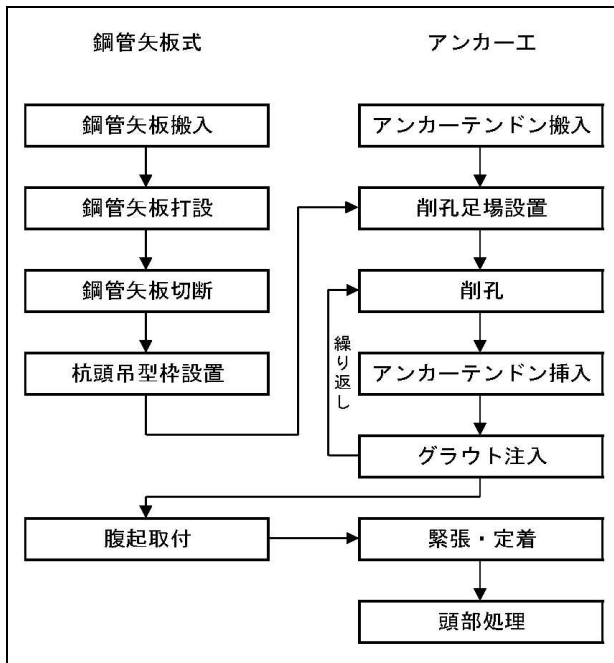 鋼管矢板式
アンカー工
鋼管矢板搬入
アンカーテンドン搬入
鋼管矢板打設
削孔足場設置
鋼管矢板切断
削孔
繰り返し
杭頭吊型枠設置
アンカーテンドン挿入
グラウト注入
腹起取付
緊張・定着
頭部処理